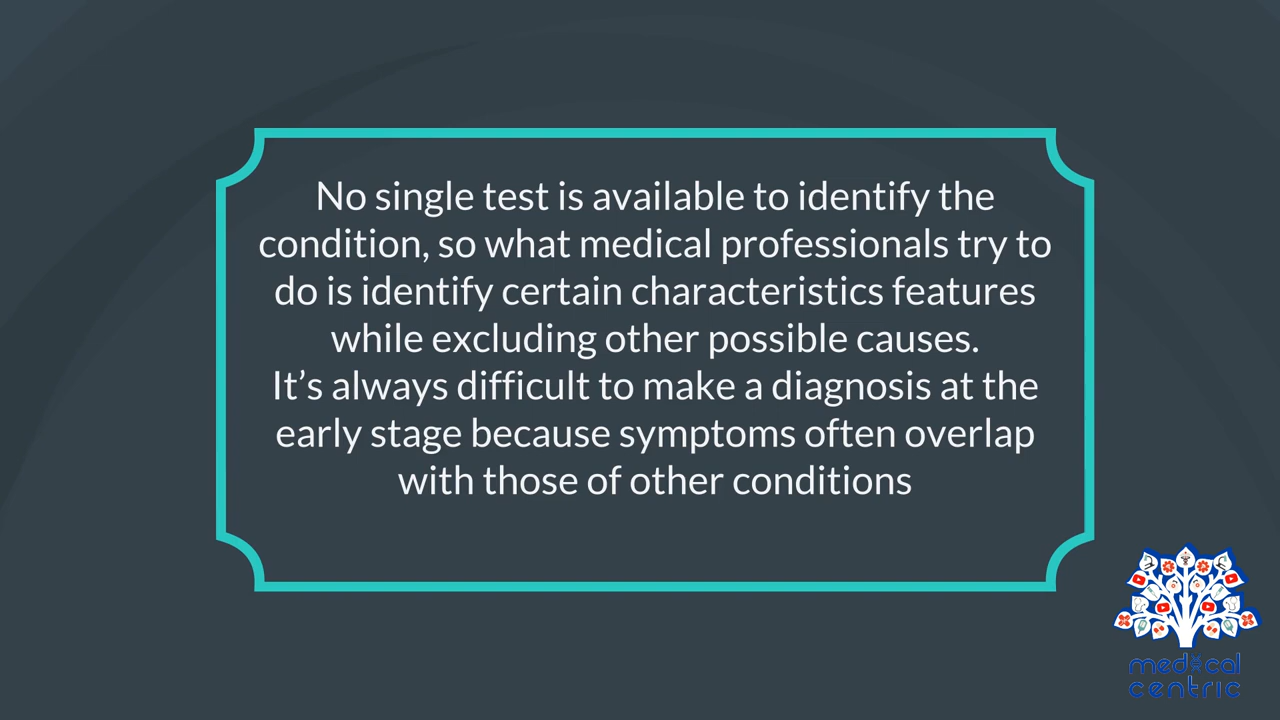 No single test is available to identify the
condition, so what medical professionals try to
do is identify certain characteristics features
while excluding other possible causes.
It’s always difficult to make a diagnosis at the
early stage because symptoms often overlap
with those of other conditions
medical
centric